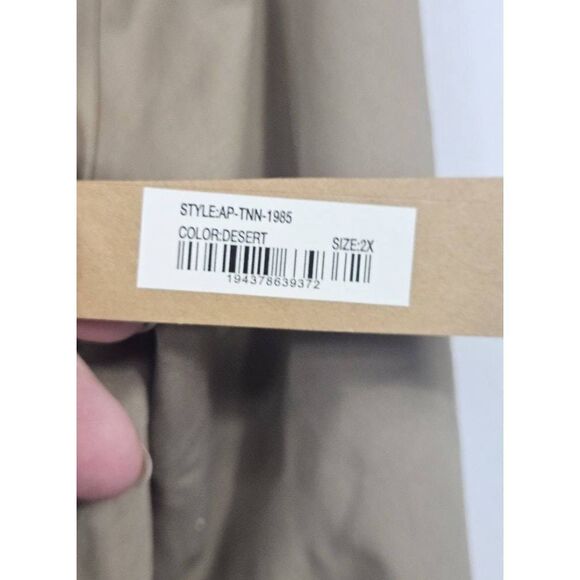 STYLE:AP-TNN-1985
COLOR:DESERT SIZE:2X
194378639372